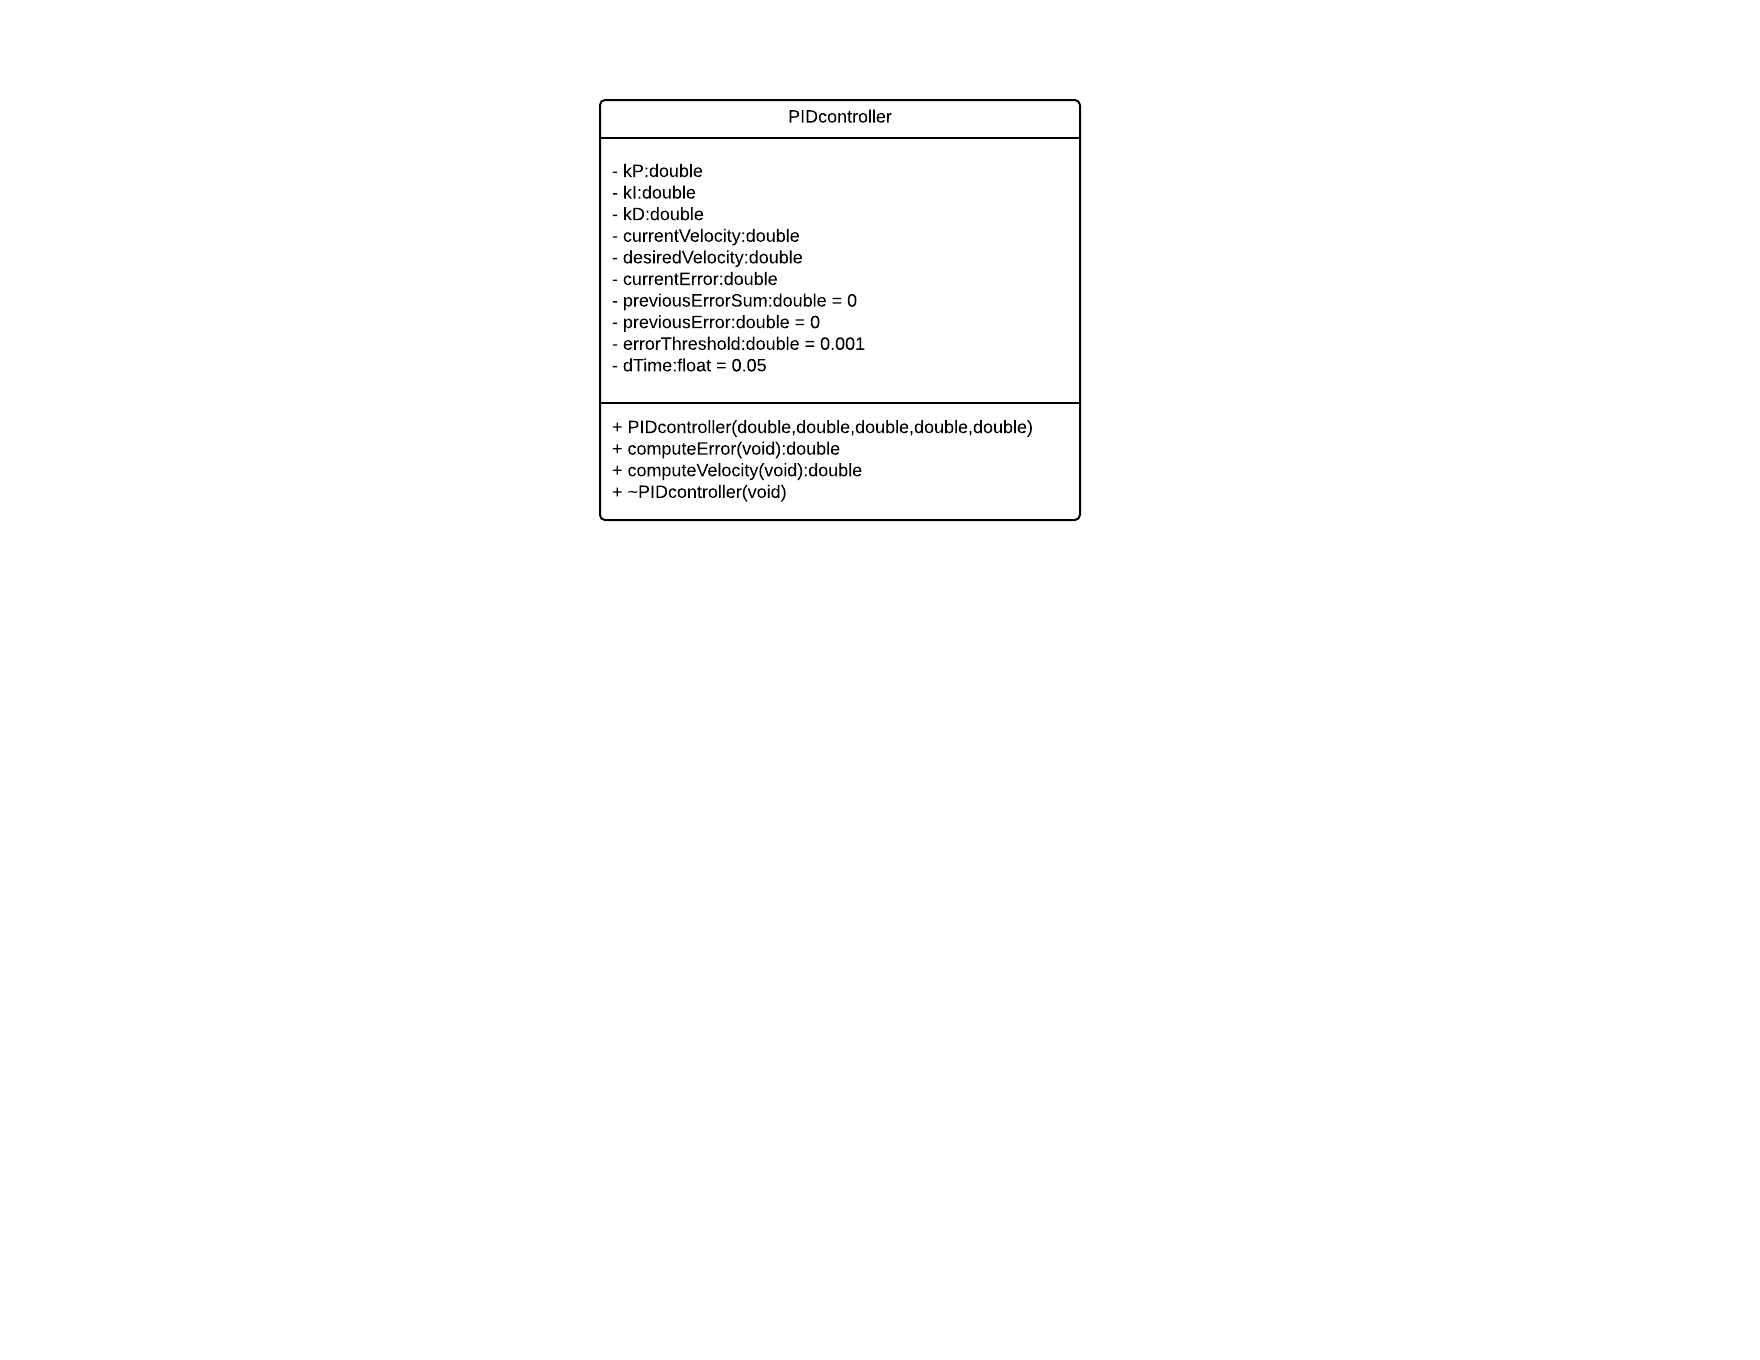 PIDcontroller
- kP:double
- kI:double
- kD:double
- currentVelocity:double
- desiredVelocity:double
- currentError:double
- previousErrorSum:double = 0
- previousError:double = 0
- errorThreshold:double = 0.001
- dTime:float = 0.05
+ PIDcontroller(double,double,double,double,double)
+ computeError(void):double
+ computeVelocity(void):double
+ ~PIDcontroller(void)